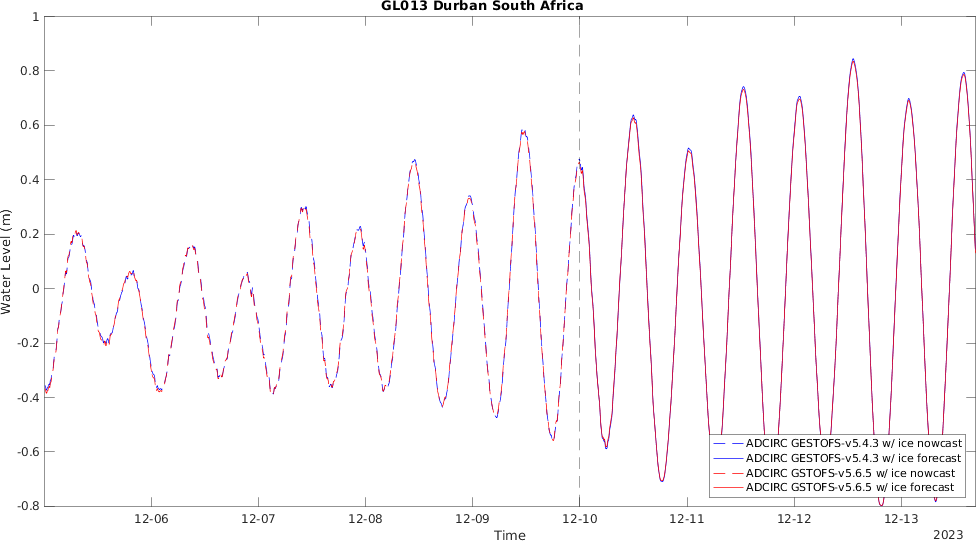 GL013 Durban South Africa
1
0.8
0.6
0.4
0.2
0
-0.2
-0.4
-0.6
-0.8
Water Level (m)
ADCIRC GESTOFS-v5.4.3 w/ ice nowcast
ADCIRC GESTOFS-v5.4.3 w/ ice forecast
ADCIRC GSTOFS-v5.6.5 w/ ice nowcast
ADCIRC GSTOFS-v5.6.5 w/ ice forecast
12-06 12-07 12-08 12-09 12-10 12-11 12-12 12-13
Time
2023